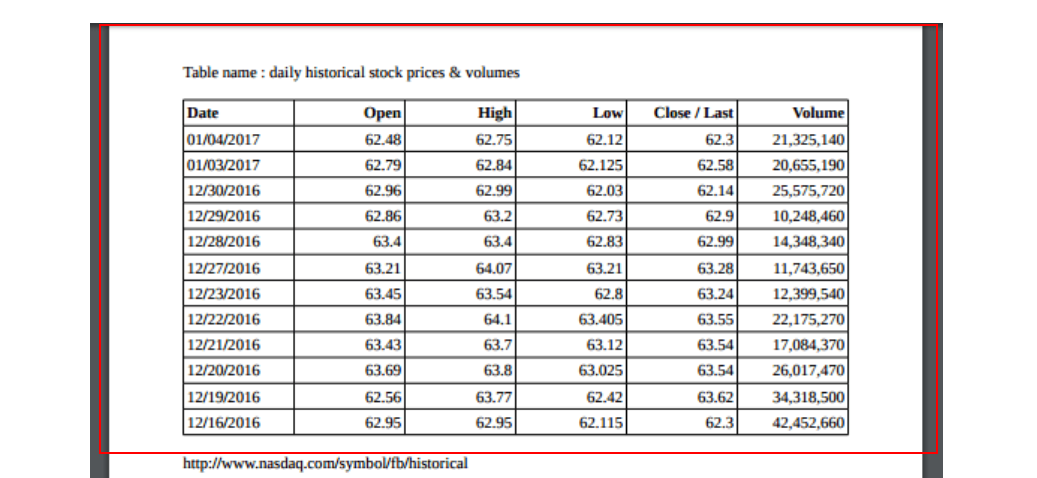 Table name : daily historical stock prices & volumes
Date Open High Low Close / Last Volume
01/04/2017 62.48 62.75 62.12 62.3 21,325,140
01/03/2017 62.79 62.84 62.125 62.58 20,655,190
12/30/2016 62.96 62.99 62.03 62.14 25,575,720
12/29/2016 62.86 63.2 62.73 62.9 10,248,460
12/28/2016 63.4 63.4 62.83 62.99 14,348,340
12/27/2016 63.21 64.07 63.21 63.28 11,743,650
12/23/2016 63.45 63.54 62.8 63.24 12,399,540
12/22/2016 63.84 64.1 63.405 63.55 22,175,270
12/21/2016 63.43 63.7 63.12 63.54 17,084,370
12/20/2016 63.69 63.8 63.025 63.54 26,017,470
12/19/2016 62.56 63.77 62.42 63.62 34,318,500
12/16/2016 62.95 62.95 62.115 62.3 42,452,660
http://www.nasdaq.com/symbol/fb/historical